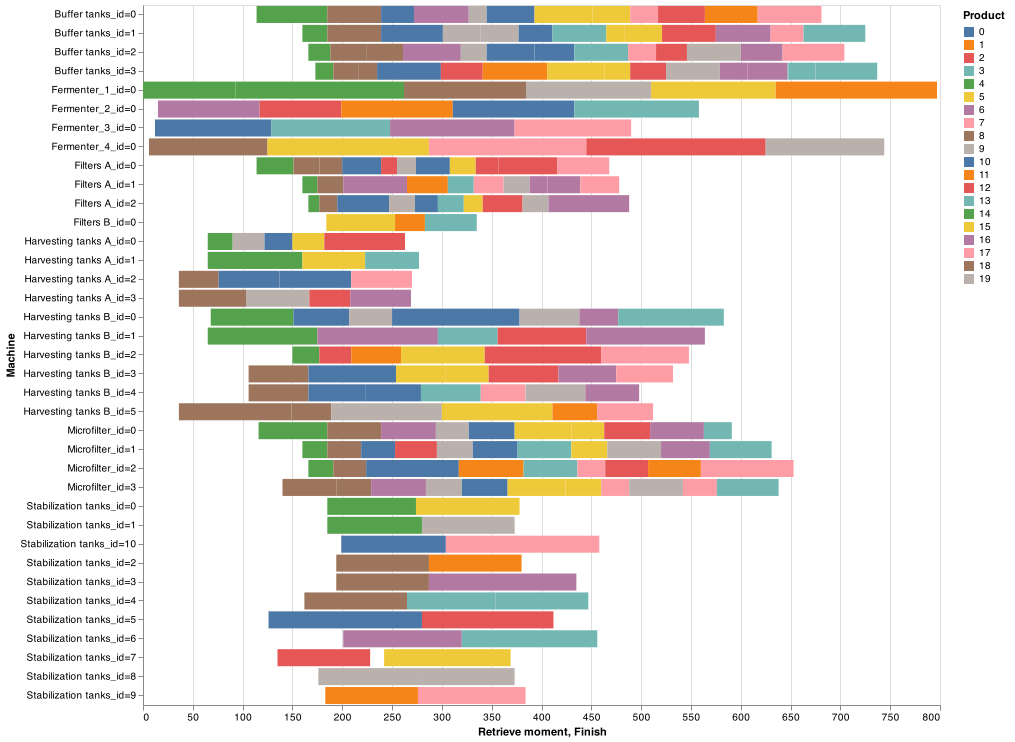 Product
Buffer tanks_id=0
0
Buffer tanks_id=1
1
2
Buffer tanks_id=2
3
Buffer tanks_id=3
4
Fermenter_1_id=0
5
Fermenter_2_id=0
6
7
Fermenter_3_id=0
8
Fermenter_4_id=0
9
Filters A_id=0
10
11
Filters A_id=1
12
Filters A_id=2
13
Filters B_id=0
14
15
Harvesting tanks A_id=0
16
Harvesting tanks A_id=1
17
18
Harvesting tanks A_id=2
19
Harvesting tanks A_id=3
Harvesting tanks B_id=0
Harvesting tanks B_id=1
Machine
Harvesting tanks B_id=2
Harvesting tanks B_id=3
Harvesting tanks B_id=4
Harvesting tanks B_id=5
Microfilter_id=0
Microfilter_id=1
Microfilter_id=2
Microfilter_id=3
Stabilization tanks_id=0
Stabilization tanks_id=1
Stabilization tanks_id=10
Stabilization tanks_id=2
Stabilization tanks_id=3
Stabilization tanks_id=4
Stabilization tanks_id=5
Stabilization tanks_id=6
Stabilization tanks_id=7
Stabilization tanks_id=8
Stabilization tanks_id=9
0 50 100 150 200 250 300 350 400 450 500 550 600 650 700 750 800
Retrieve moment, Finish